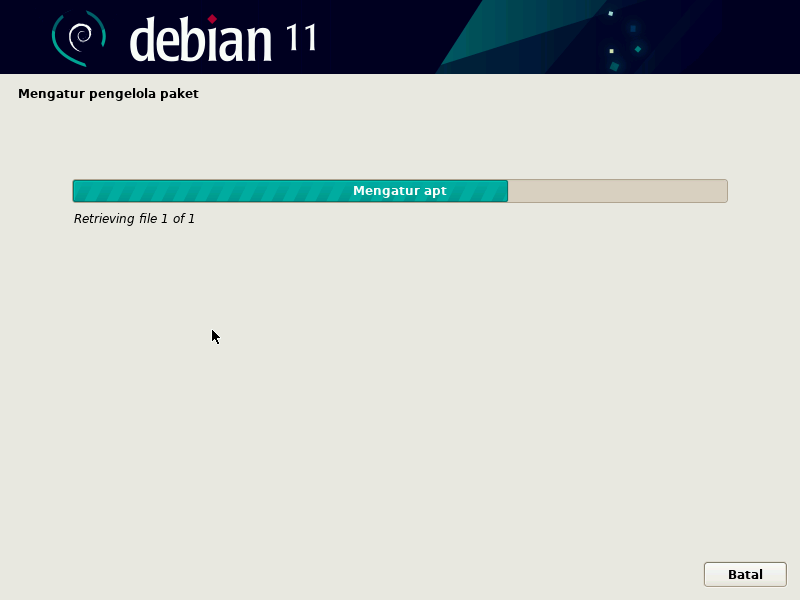 debian 11
Mengatur pengelola paket
Mengatur apt
Retrieving file 1 of 1
Batal